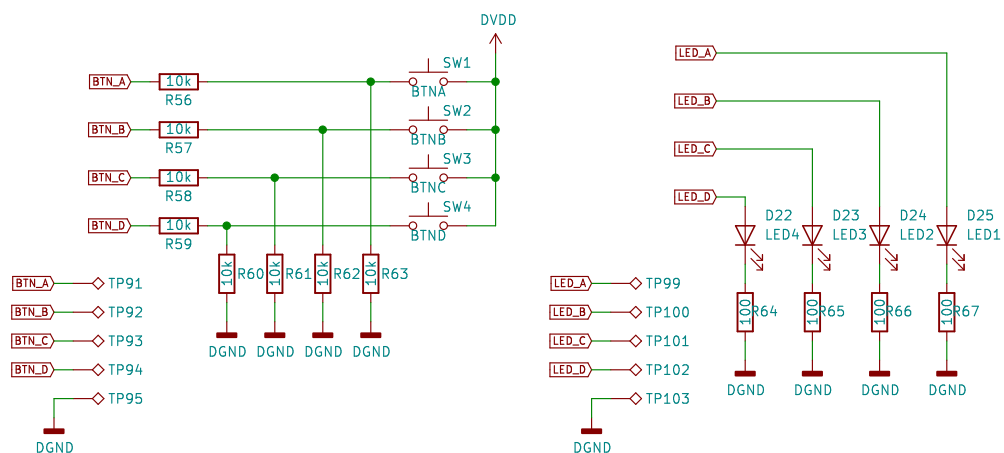 DVDD
BTN_A
10k
R56
SW1
BTNA
BTN_B
10k
R57
SW2
BTNB
BTN_C
10k
R58
SW3
BTNC
BTN_D
10k
R59
SW4
BTND
10k R60
10k R61
10k R62
10k R63
DGND DGND DGND DGND
BTN_A TP91
BTN_B TP92
BTN_C TP93
BTN_D TP94
TP95
DGND
LED_A
LED_B
LED_C
LED_D
D22 D23 D24 D25
LED4 LED3 LED2 LED1
100 R64
100 R65
100 R66
100 R67
DGND DGND DGND DGND
LED_A TP99
LED_B TP100
LED_C TP101
LED_D TP102
TP103
DGND